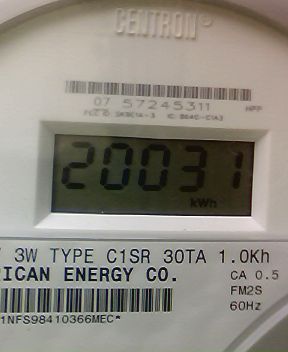 CENTRON®
07 57245311
20031
kWh
3W TYPE C1SR 30TA 1.0Kh
RICAN ENERGY CO.
CA 0.5
FM2S
60Hz
1NFS98410366MEC*